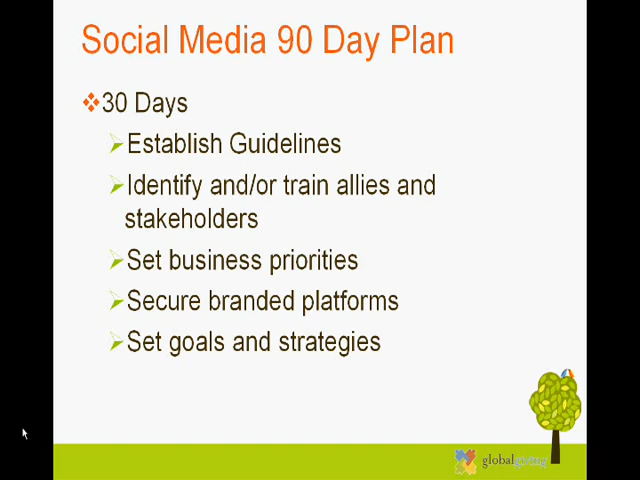 Social Media 90 Day Plan
30 Days
Establish Guidelines
Identify and/or train allies and
stakeholders
Set business priorities
Secure branded platforms
Set goals and strategies
globalgiving